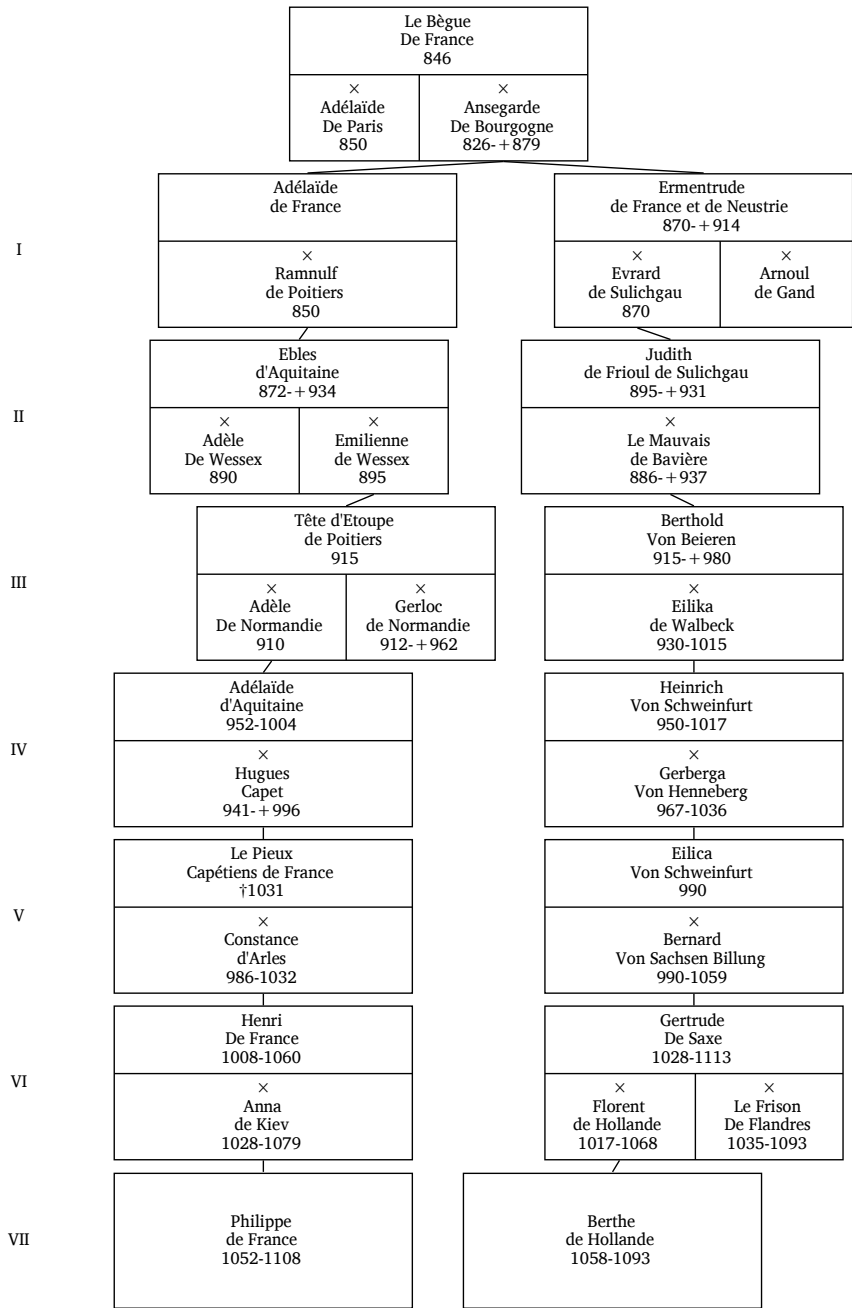 Le Bègue
De France
846
×
Adélaïde
De Paris
850
×
Ansegarde
De Bourgogne
826-+879
I
Adélaïde
de France
×
Ramnulf
de Poitiers
850
Ermentrude
de France et de Neustrie
870-+914
×
Evrard
de Sulichgau
870
×
Arnoul
de Gand
II
Ebles
d'Aquitaine
872-+934
×
Adèle
De Wessex
890
×
Emilienne
de Wessex
895
Judith
de Frioul de Sulichgau
895-+931
×
Le Mauvais
de Bavière
886-+937
III
Tête d'Etoupe
de Poitiers
915
×
Adèle
De Normandie
910
×
Gerloc
de Normandie
912-+962
Berthold
Von Beieren
915-+980
×
Eilika
de Walbeck
930-1015
IV
Adélaïde
d'Aquitaine
952-1004
×
Hugues
Capet
941-+996
Heinrich
Von Schweinfurt
950-1017
×
Gerberga
Von Henneberg
967-1036
V
Le Pieux
Capétiens de France
†1031
×
Constance
d'Arles
986-1032
Eilica
Von Schweinfurt
990
×
Bernard
Von Sachsen Billung
990-1059
VI
Henri
De France
1008-1060
×
Anna
de Kiev
1028-1079
Gertrude
De Saxe
1028-1113
×
Florent
de Hollande
1017-1068
×
Le Frison
De Flandres
1035-1093
VII
Philippe
de France
1052-1108
Berthe
de Hollande
1058-1093